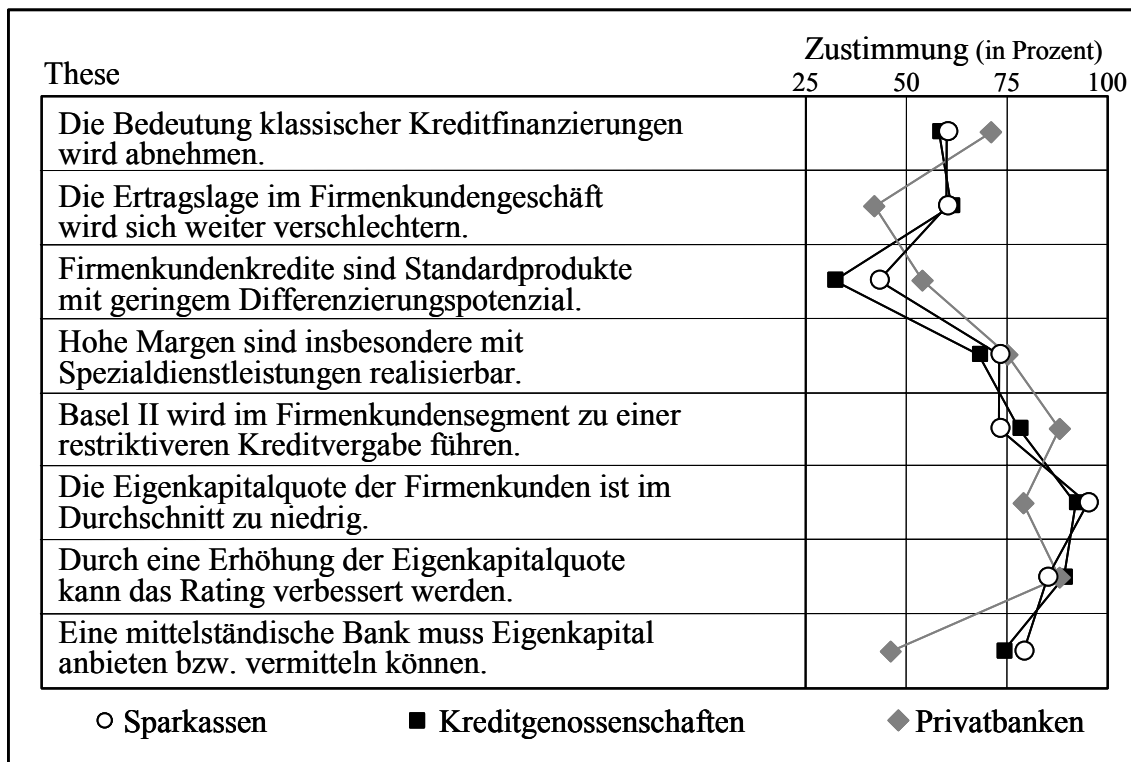 Zustimmung (in Prozent)
These
25 50 75 100
Die Bedeutung klassischer Kreditfinanzierungen
wird abnehmen.
Die Ertragslage im Firmenkundengeschäft
wird sich weiter verschlechtern.
Firmenkundenkredite sind Standardprodukte
mit geringem Differenzierungspotenzial.
Hohe Margen sind insbesondere mit
Spezialdienstleistungen realisierbar.
Basel II wird im Firmenkundensegment zu einer
restriktiveren Kreditvergabe führen.
Die Eigenkapitalquote der Firmenkunden ist im
Durchschnitt zu niedrig.
Durch eine Erhöhung der Eigenkapitalquote
kann das Rating verbessert werden.
Eine mittelständische Bank muss Eigenkapital
anbieten bzw. vermitteln können.
Sparkassen Kreditgenossenschaften Privatbanken